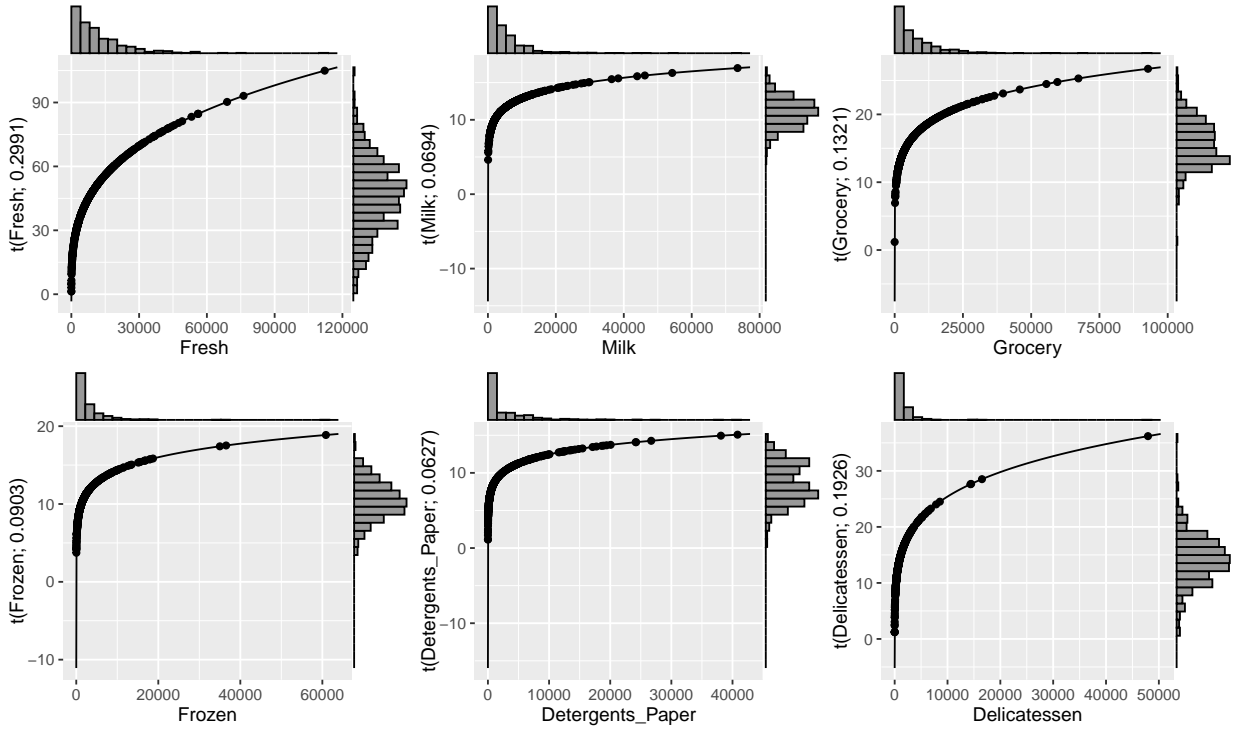 90
60
30
0
t(Fresh; 0.2991)
0 30000 60000 90000 120000
Fresh
10
0
−10
t(Milk; 0.0694)
0 20000 40000 60000 80000
Milk
20
10
0
t(Grocery; 0.1321)
0 25000 50000 75000 100000
Grocery
20
10
0
−10
t(Frozen; 0.0903)
0 20000 40000 60000
Frozen
10
0
−10
t(Detergents_Paper; 0.0627)
0 10000 20000 30000 40000
Detergents_Paper
30
20
10
0
t(Delicatessen; 0.1926)
0 10000 20000 30000 40000 50000
Delicatessen